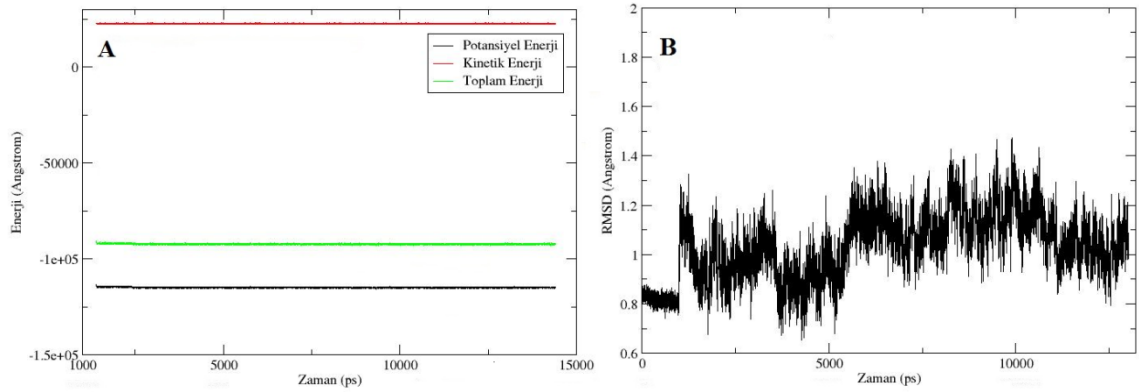 A
Potansiyel Enerji
Kinetik Enerji
Toplam Enerji
0
-50000
-1e+05
-1.5e+05
Enerji (Angstrom)
1000
5000
10000
15000
Zaman (ps)
B
2
1.8
1.6
1.4
1.2
1
0.8
0.6
RMSD (Angstrom)
0
5000
10000
Zaman (ps)